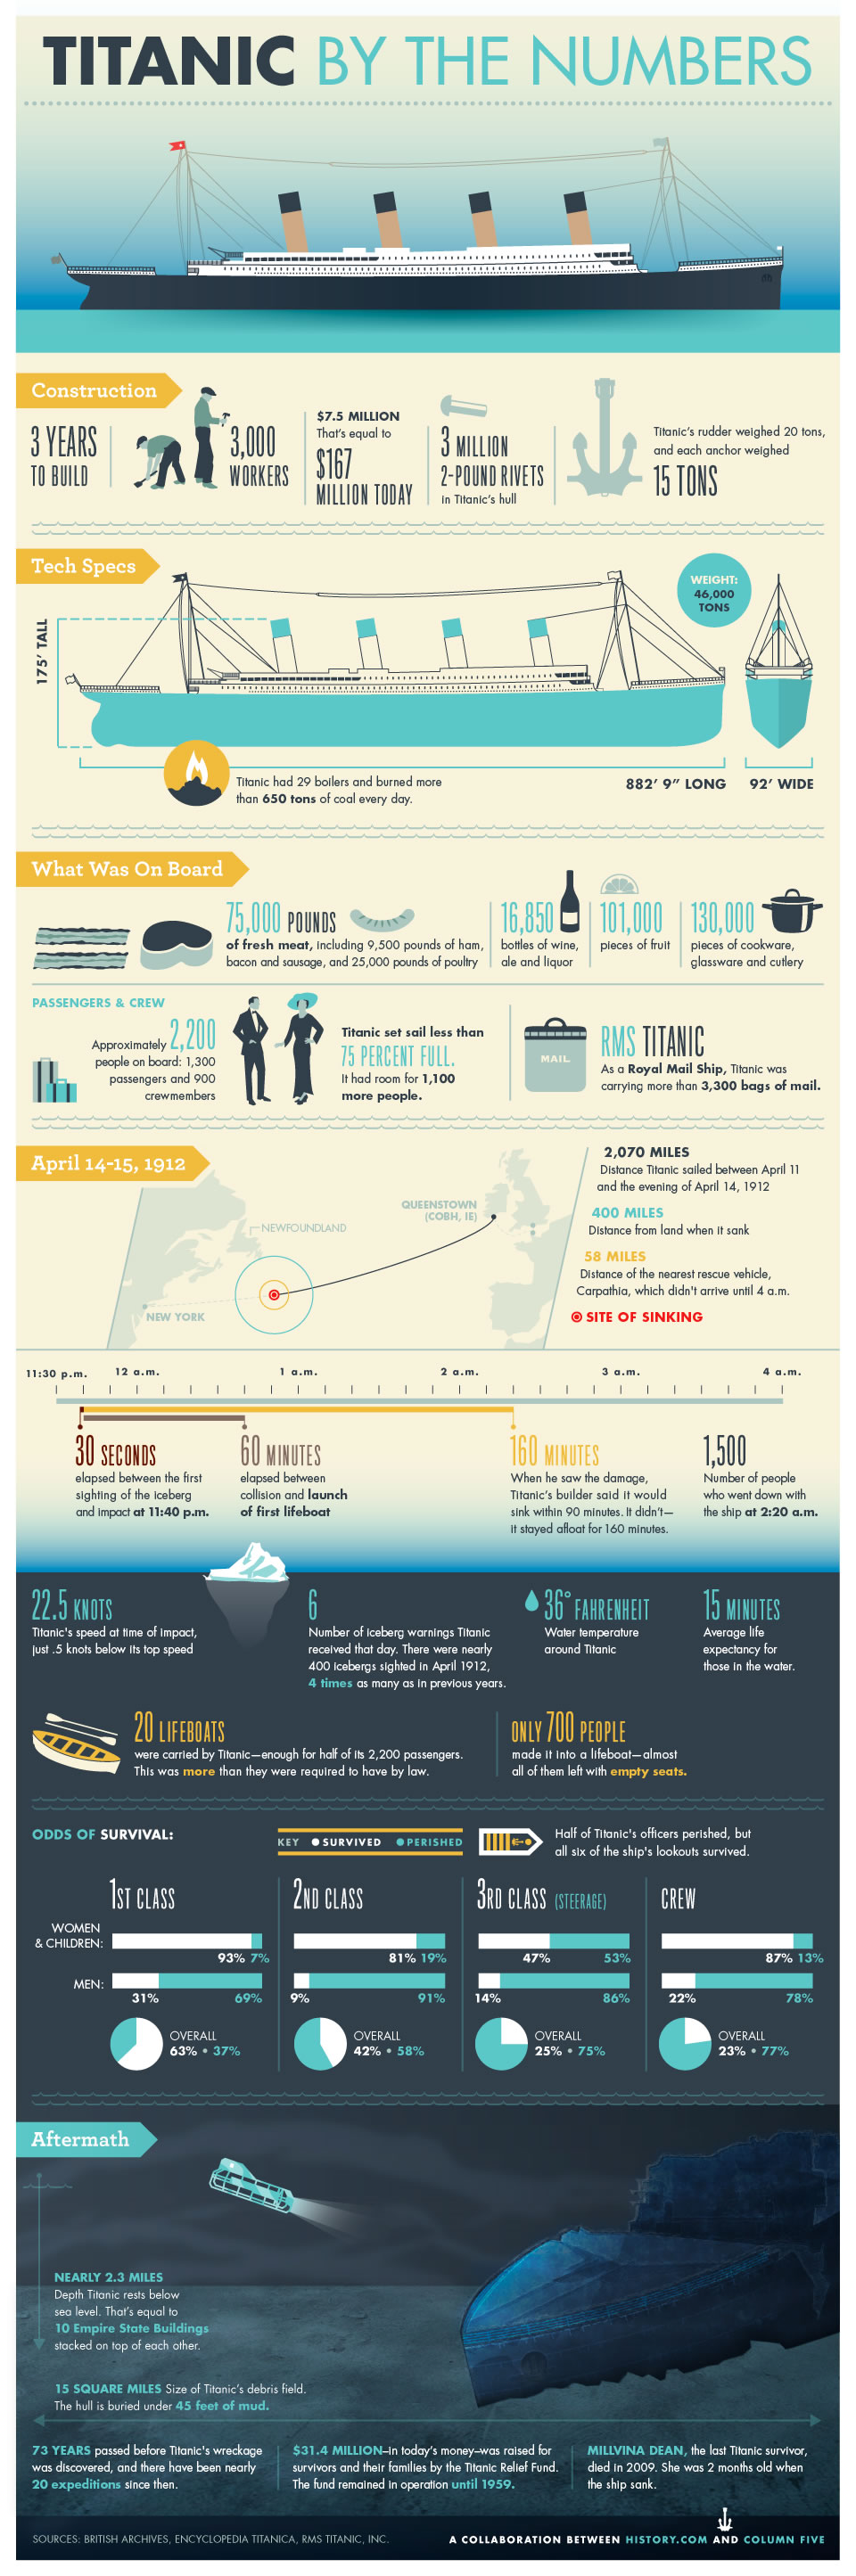 TITANIC BY THE NUMBERS
Construction
3 YEARS
TO BUILD
3,000
WORKERS
$7.5 MILLION
That's equal to
$167
MILLION TODAY
3 MILLION
2-POUND RIVETS
in Titanic's hull
Titanic's rudder weighed 20 tons,
and each anchor weighed
15 TONS
Tech Specs
WEIGHT:
46,000
TONS
175' TALL
Titanic had 29 boilers and burned more
than 650 tons of coal every day.
882' 9" LONG
92' WIDE
What Was On Board
75,000 POUNDS
of fresh meat, including 9,500 pounds of ham,
bacon and sausage, and 25,000 pounds of poultry
16,850
bottles of wine,
ale and liquor
101,000
pieces of fruit
130,000
pieces of cookware,
glassware and cutlery
PASSENGERS & CREW
Approximately 2,200
people on board: 1,300
passengers and 900
crewmembers
Titanic set sail less than
75 PERCENT FULL.
It had room for 1,100
more people.
MAIL
RMS TITANIC
As a Royal Mail Ship, Titanic was
carrying more than 3,300 bags of mail.
April 14-15, 1912
QUEENSTOWN
(COBH, IE)
NEWFOUNDLAND
NEW YORK
2,070 MILES
Distance Titanic sailed between April 11
and the evening of April 14, 1912
400 MILES
Distance from land when it sank
58 MILES
Distance of the nearest rescue vehicle,
Carpathia, which didn't arrive until 4 a.m.
SITE OF SINKING
11:30 p.m.
12 a.m.
1 a.m.
2 a.m.
3 a.m.
4 a.m.
30 SECONDS
elapsed between the first
sighting of the iceberg
and impact at 11:40 p.m.
60 MINUTES
elapsed between
collision and launch
of first lifeboat
160 MINUTES
When he saw the damage,
Titanic's builder said it would
sink within 90 minutes. It didn't—
it stayed afloat for 160 minutes.
1,500
Number of people
who went down with
the ship at 2:20 a.m.
22.5 KNOTS
Titanic's speed at time of impact,
just .5 knots below its top speed
6
Number of iceberg warnings Titanic
received that day. There were nearly
400 icebergs sighted in April 1912,
4 times as many as in previous years.
36° FAHRENHEIT
Water temperature
around Titanic
15 MINUTES
Average life
expectancy for
those in the water.
20 LIFEBOATS
were carried by Titanic—enough for half of its 2,200 passengers.
This was more than they were required to have by law.
ONLY 700 PEOPLE
made it into a lifeboat—almost
all of them left with empty seats.
ODDS OF SURVIVAL:
KEY SURVIVED PERISHED
Half of Titanic's officers perished, but
all six of the ship's lookouts survived.
1ST CLASS
2ND CLASS
3RD CLASS (STEERAGE)
CREW
WOMEN
& CHILDREN:
93% 7%
81% 19%
47% 53%
87% 13%
MEN:
31% 69%
9% 91%
14% 86%
22% 78%
OVERALL
63% • 37%
OVERALL
42% • 58%
OVERALL
25% • 75%
OVERALL
23% • 77%
Aftermath
NEARLY 2.3 MILES
Depth Titanic rests below
sea level. That's equal to
10 Empire State Buildings
stacked on top of each other.
15 SQUARE MILES Size of Titanic's debris field.
The hull is buried under 45 feet of mud.
73 YEARS passed before Titanic's wreckage
was discovered, and there have been nearly
20 expeditions since then.
$31.4 MILLION–in today's money–was raised for
survivors and their families by the Titanic Relief Fund.
The fund remained in operation until 1959.
MILLVINA DEAN, the last Titanic survivor,
died in 2009. She was 2 months old when
the ship sank.
SOURCES: BRITISH ARCHIVES, ENCYCLOPEDIA TITANICA, RMS TITANIC, INC.
A COLLABORATION BETWEEN HISTORY.COM AND COLUMN FIVE